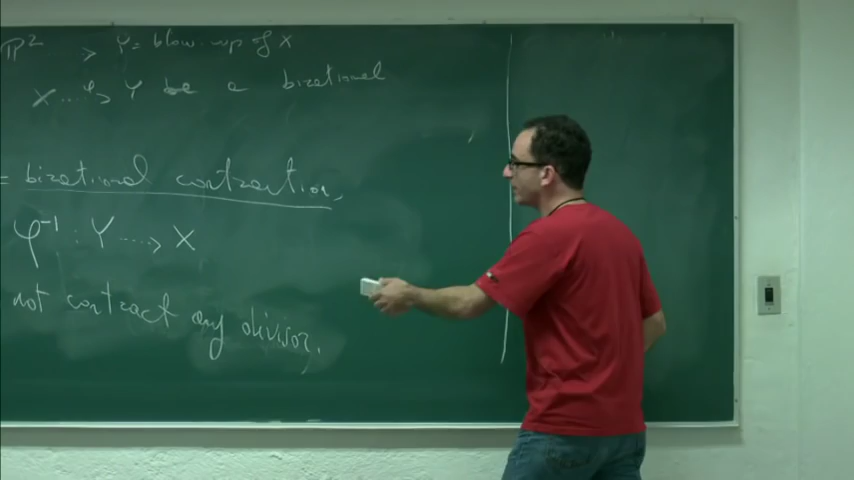 ℙ² > Y = blow-up of X
X ⇢ φ Y be a birational
= birational contraction,
φ⁻¹ : Y ⇢ X
not contract any divisor.